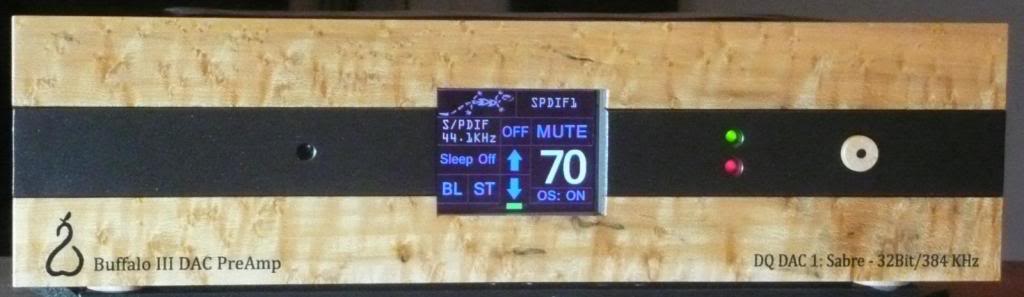 SPDIF1
S/PDIF
44.1KHz
OFF
MUTE
Sleep Off
70
BL
ST
OS: ON
Buffalo III DAC PreAmp
DQ DAC 1: Sabre - 32Bit/384 KHz